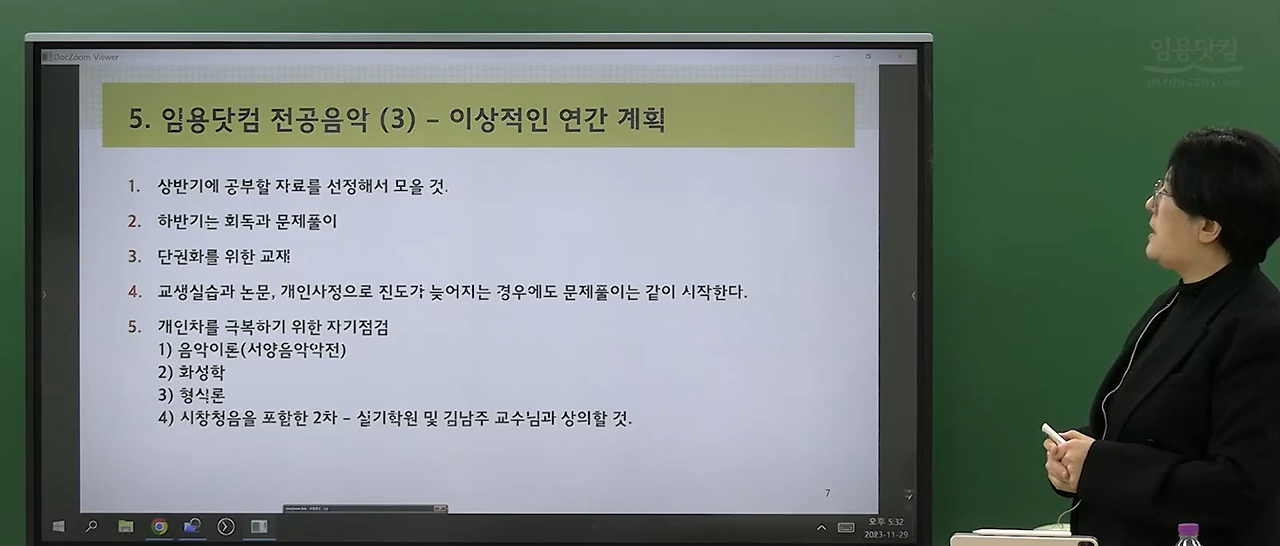 DocZoom Viewer
임용닷컴
5. 임용닷컴 전공음악 (3) – 이상적인 연간 계획
1. 상반기에 공부할 자료를 선정해서 모을 것.
2. 하반기는 회독과 문제풀이
3. 단권화를 위한 교재
4. 교생실습과 논문, 개인사정으로 진도가 늦어지는 경우에도 문제풀이는 같이 시작한다.
5. 개인차를 극복하기 위한 자기점검
1) 음악이론(서양음악악전)
2) 화성학
3) 형식론
4) 시창청음을 포함한 2차 – 실기학원 및 김남주 교수님과 상의할 것.
7
오후 5:32
2023-11-29